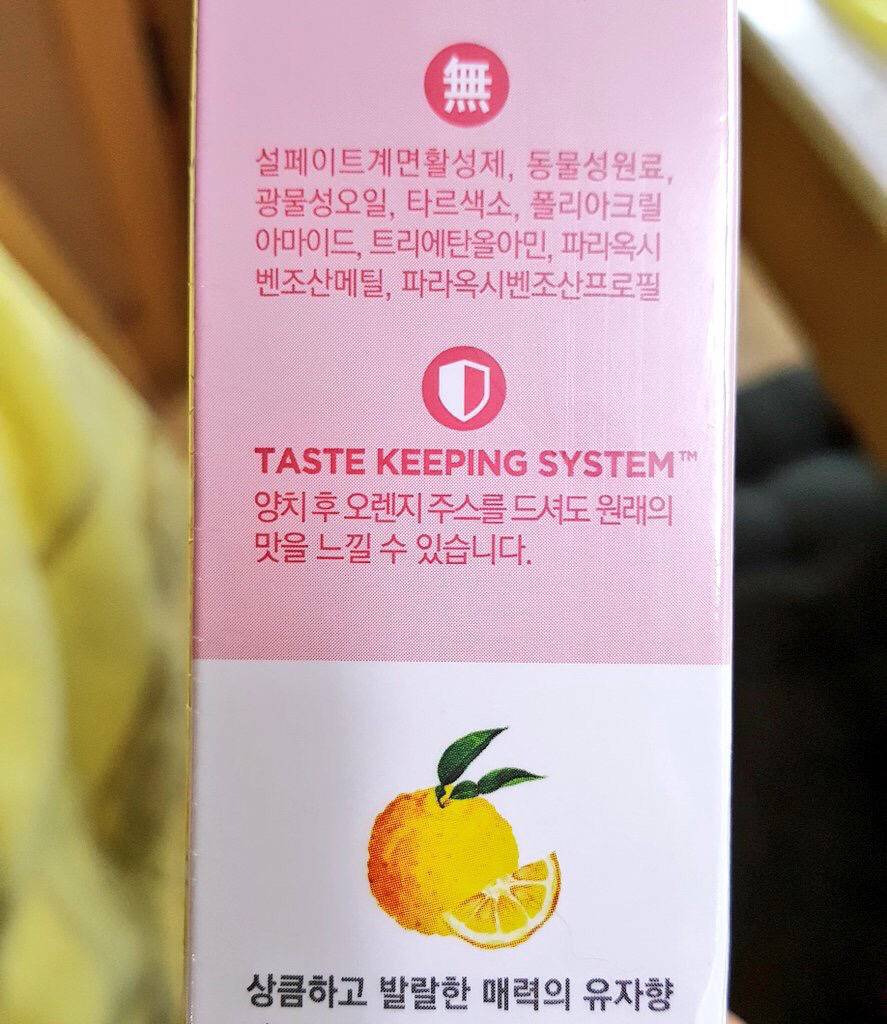 無
설페이트계면활성제, 동물성원료,
광물성오일, 타르색소, 폴리아크릴
아마이드, 트리에탄올아민, 파라옥시
벤조산메틸, 파라옥시벤조산프로필
TASTE KEEPING SYSTEM™
양치 후 오렌지 주스를 드셔도 원래의
맛을 느낄 수 있습니다.
상큼하고 발랄한 매력의 유자향